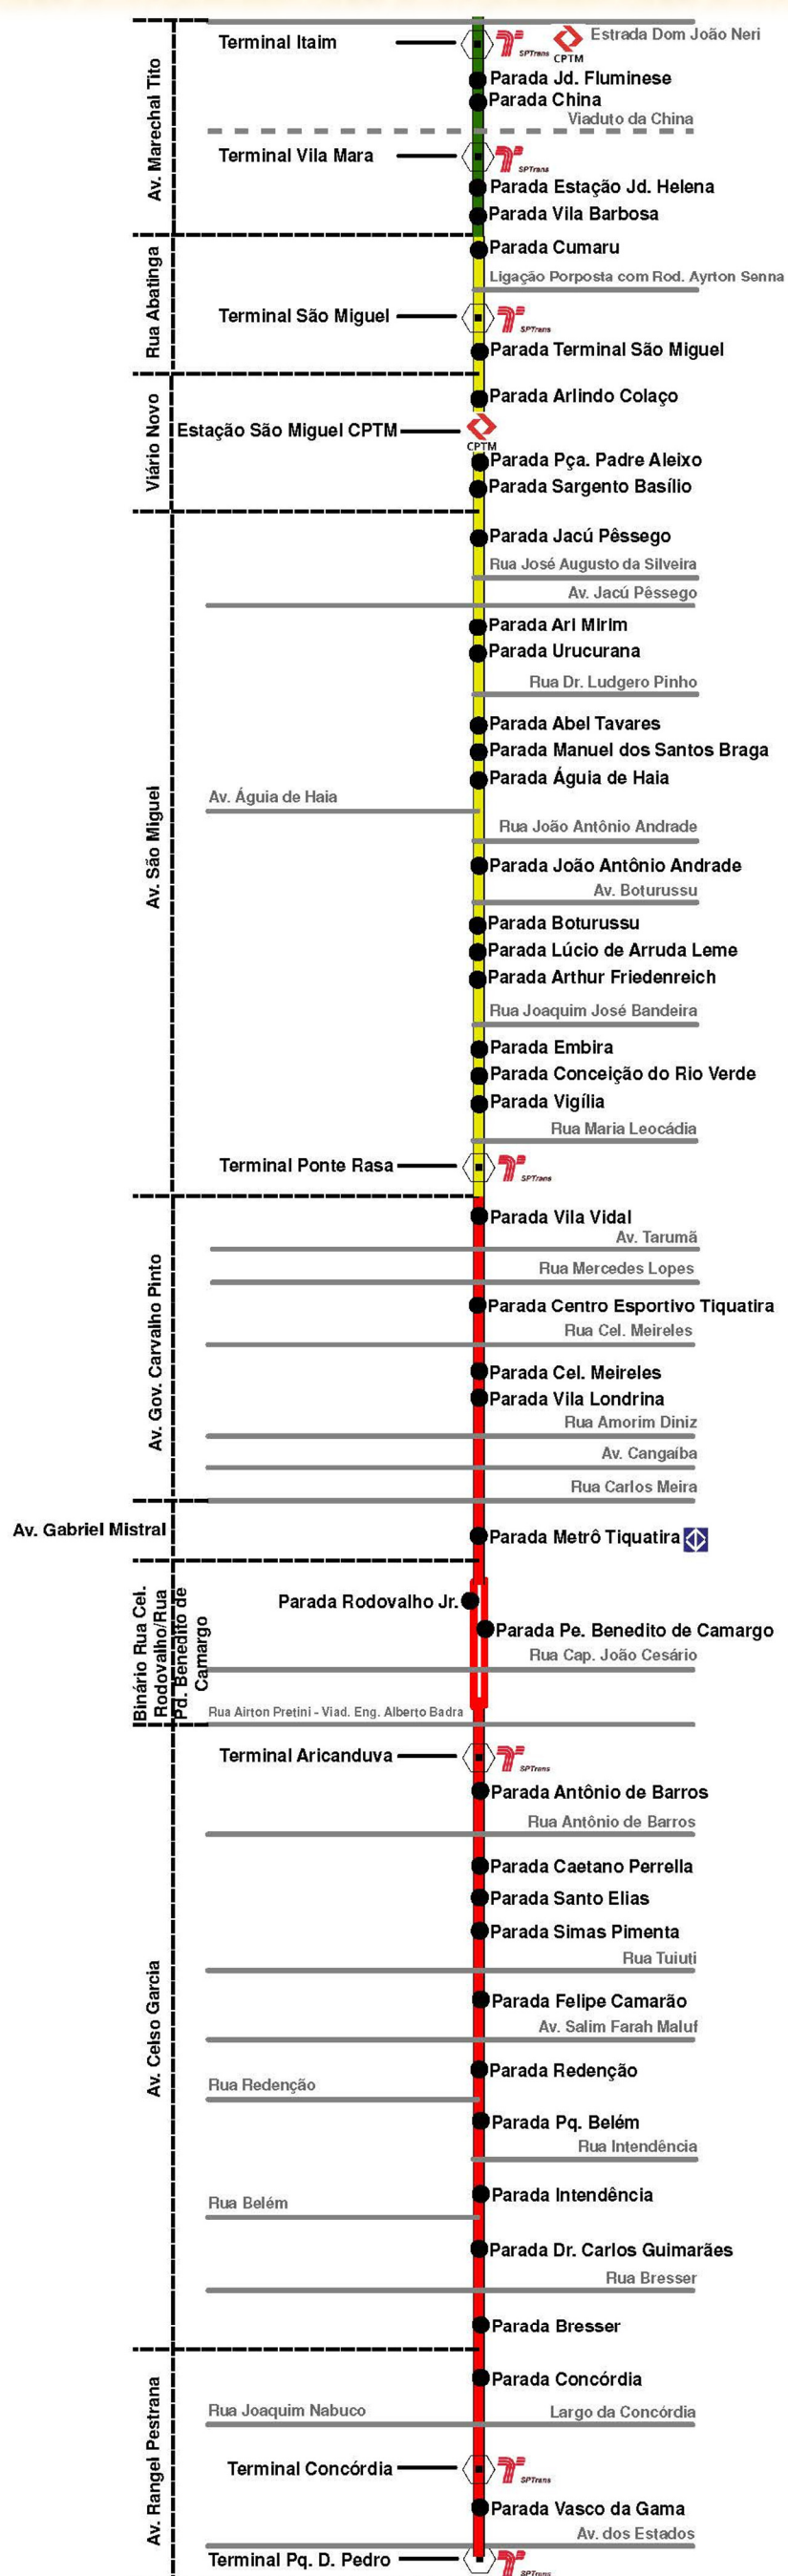 Estrada Dom João Neri
Terminal Itaim
SPTrans
CPTM
Parada Jd. Fluminese
Parada China
Viaduto da China
Av. Marechal Tito
Terminal Vila Mara
SPTrans
Parada Estação Jd. Helena
Parada Vila Barbosa
Parada Cumaru
Rua Abatinga
Ligação Porposta com Rod. Ayrton Senna
Terminal São Miguel
SPTrans
Parada Terminal São Miguel
Parada Arlindo Colaço
Viário Novo
Estação São Miguel CPTM
CPTM
Parada Pça. Padre Aleixo
Parada Sargento Basílio
Parada Jacú Pêssego
Rua José Augusto da Silveira
Av. Jacú Pêssego
Parada Ari Mirim
Parada Urucurana
Rua Dr. Ludgero Pinho
Parada Abel Tavares
Parada Manuel dos Santos Braga
Parada Águia de Haia
Av. Águia de Haia
Av. São Miguel
Rua João Antônio Andrade
Parada João Antônio Andrade
Av. Boturussu
Parada Boturussu
Parada Lúcio de Arruda Leme
Parada Arthur Friedenreich
Rua Joaquim José Bandeira
Parada Embira
Parada Conceição do Rio Verde
Parada Vigília
Rua Maria Leocádia
Terminal Ponte Rasa
SPTrans
Parada Vila Vidal
Av. Tarumã
Rua Mercedes Lopes
Parada Centro Esportivo Tiquatira
Av. Gov. Carvalho Pinto
Rua Cel. Meireles
Parada Cel. Meireles
Parada Vila Londrina
Rua Amorim Diniz
Av. Cangaíba
Rua Carlos Meira
Av. Gabriel Mistral
Parada Metrô Tiquatira
Parada Rodovalho Jr.
Parada Pe. Benedito de Camargo
Binário Rua Cel.
Rodovalho/Rua
Pd. Benedito de
Camargo
Rua Cap. João Cesário
Rua Airton Pretini - Viad. Eng. Alberto Badra
Terminal Aricanduva
SPTrans
Parada Antônio de Barros
Rua Antônio de Barros
Parada Caetano Perrella
Parada Santo Elias
Parada Simas Pimenta
Rua Tuiuti
Parada Felipe Camarão
Av. Salim Farah Maluf
Av. Celso Garcia
Parada Redenção
Rua Redenção
Parada Pq. Belém
Rua Intendência
Parada Intendência
Rua Belém
Parada Dr. Carlos Guimarães
Rua Bresser
Parada Bresser
Parada Concórdia
Rua Joaquim Nabuco
Largo da Concórdia
Av. Rangel Pestrana
Terminal Concórdia
SPTrans
Parada Vasco da Gama
Av. dos Estados
Terminal Pq. D. Pedro
SPTrans